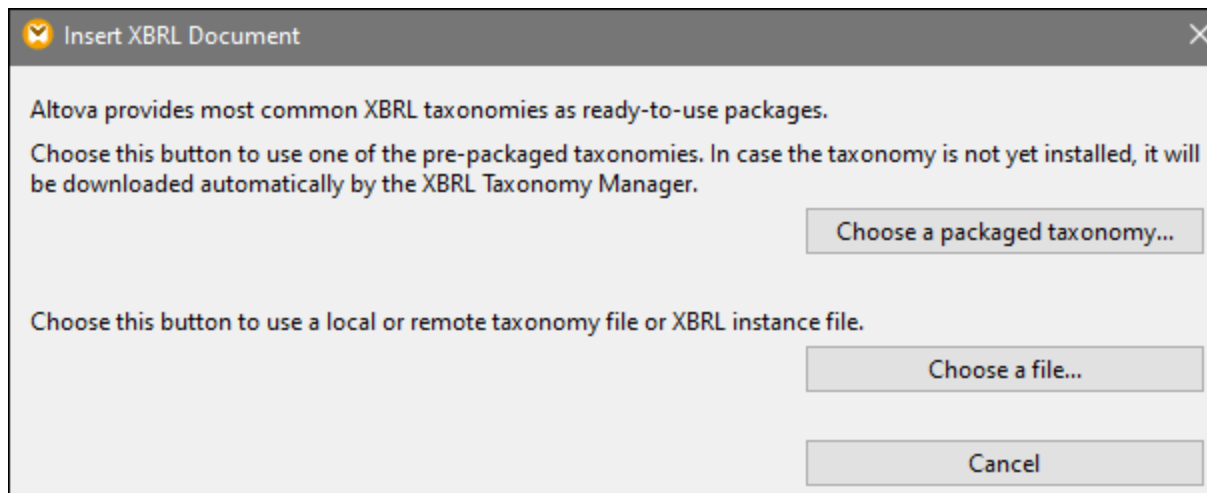 Insert XBRL Document
Altova provides most common XBRL taxonomies as ready-to-use packages.
Choose this button to use one of the pre-packaged taxonomies. In case the taxonomy is not yet installed, it will
be downloaded automatically by the XBRL Taxonomy Manager.
Choose a packaged taxonomy...
Choose this button to use a local or remote taxonomy file or XBRL instance file.
Choose a file...
Cancel